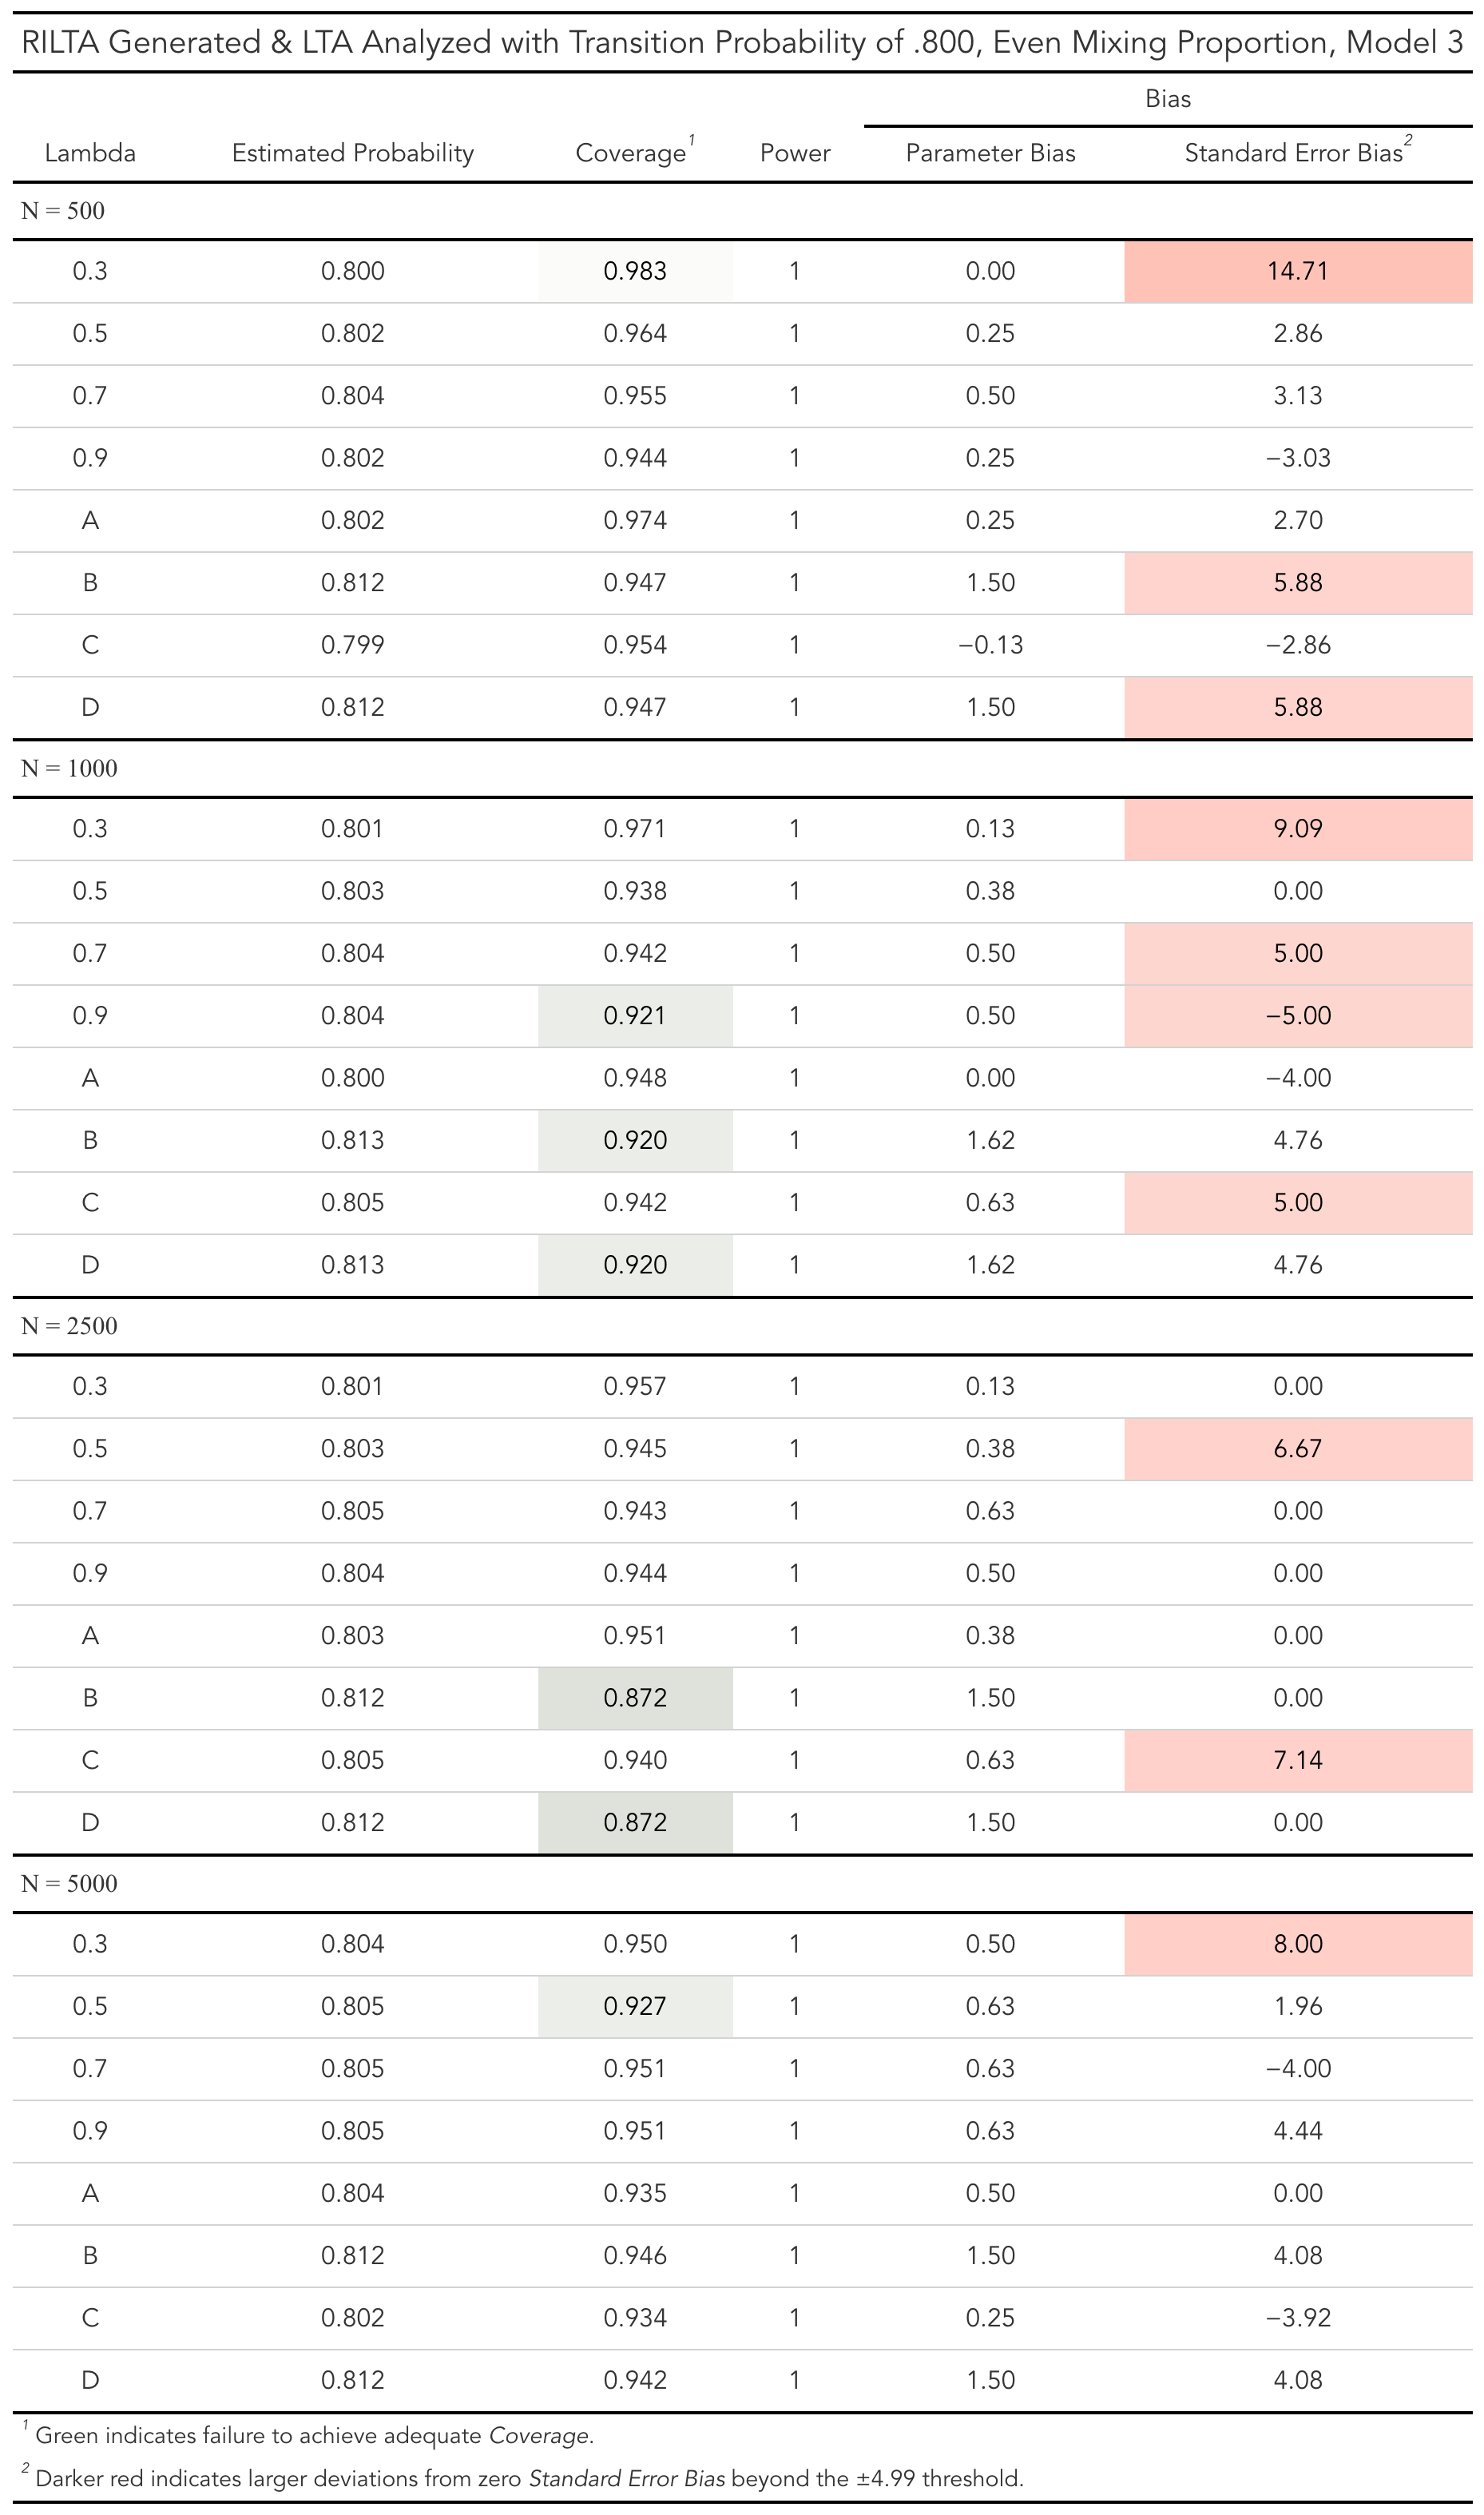 RILTA Generated & LTA Analyzed with Transition Probability of .800, Even Mixing Proportion, Model 3
Bias
Lambda Estimated Probability Coverage1 Power Parameter Bias Standard Error Bias2
N = 500
0.3 0.800 0.983 1 0.00 14.71
0.5 0.802 0.964 1 0.25 2.86
0.7 0.804 0.955 1 0.50 3.13
0.9 0.802 0.944 1 0.25 −3.03
A 0.802 0.974 1 0.25 2.70
B 0.812 0.947 1 1.50 5.88
C 0.799 0.954 1 −0.13 −2.86
D 0.812 0.947 1 1.50 5.88
N = 1000
0.3 0.801 0.971 1 0.13 9.09
0.5 0.803 0.938 1 0.38 0.00
0.7 0.804 0.942 1 0.50 5.00
0.9 0.804 0.921 1 0.50 −5.00
A 0.800 0.948 1 0.00 −4.00
B 0.813 0.920 1 1.62 4.76
C 0.805 0.942 1 0.63 5.00
D 0.813 0.920 1 1.62 4.76
N = 2500
0.3 0.801 0.957 1 0.13 0.00
0.5 0.803 0.945 1 0.38 6.67
0.7 0.805 0.943 1 0.63 0.00
0.9 0.804 0.944 1 0.50 0.00
A 0.803 0.951 1 0.38 0.00
B 0.812 0.872 1 1.50 0.00
C 0.805 0.940 1 0.63 7.14
D 0.812 0.872 1 1.50 0.00
N = 5000
0.3 0.804 0.950 1 0.50 8.00
0.5 0.805 0.927 1 0.63 1.96
0.7 0.805 0.951 1 0.63 −4.00
0.9 0.805 0.951 1 0.63 4.44
A 0.804 0.935 1 0.50 0.00
B 0.812 0.946 1 1.50 4.08
C 0.802 0.934 1 0.25 −3.92
D 0.812 0.942 1 1.50 4.08
1 Green indicates failure to achieve adequate Coverage.
2 Darker red indicates larger deviations from zero Standard Error Bias beyond the ±4.99 threshold.